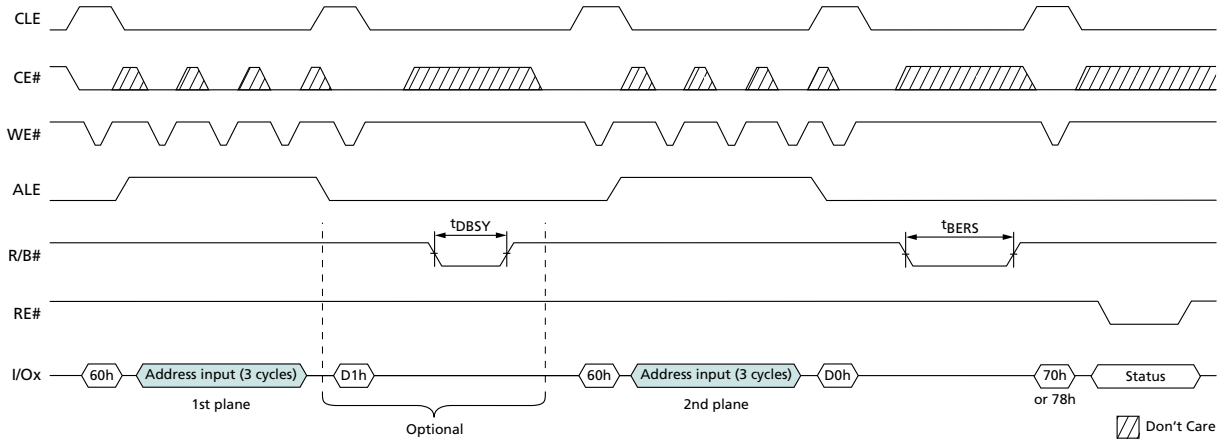 CLE
CE#
WE#
ALE
tDBSY
tBERS
R/B#
RE#
I/Ox
60h
Address input (3 cycles)
D1h
60h
Address input (3 cycles)
D0h
70h
Status
1st plane
2nd plane
or 78h
Optional
Don't Care